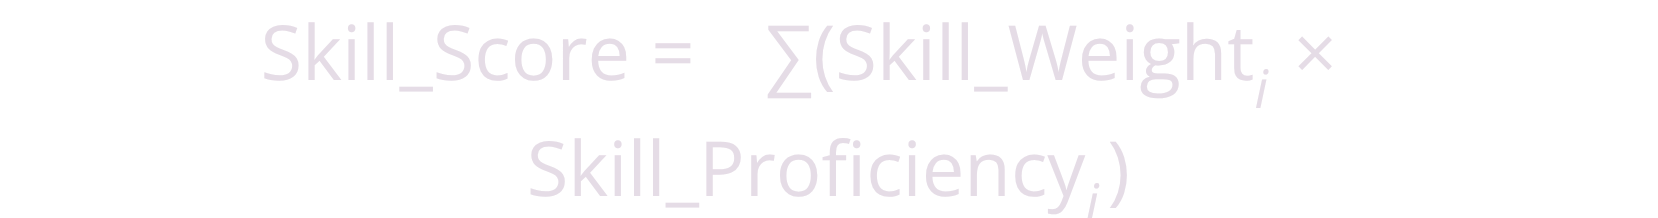 Skill_Score = ∑(Skill_Weightᵢ ×
Skill_Proficiencyᵢ)